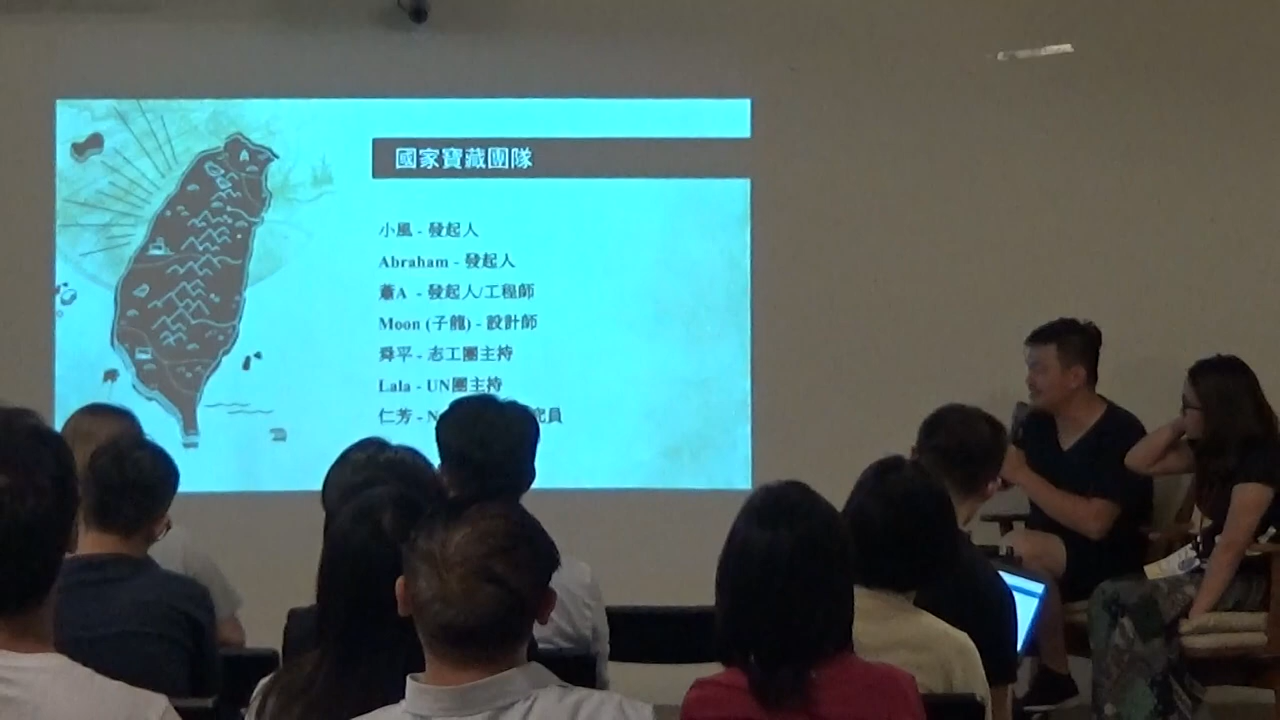 國家寶藏團隊
小風 - 發起人
Abraham - 發起人
蕭A - 發起人/工程師
Moon (子龍) - 設計師
舜平 - 志工團主持
Lala - UN團主持
仁芳 - N 究員